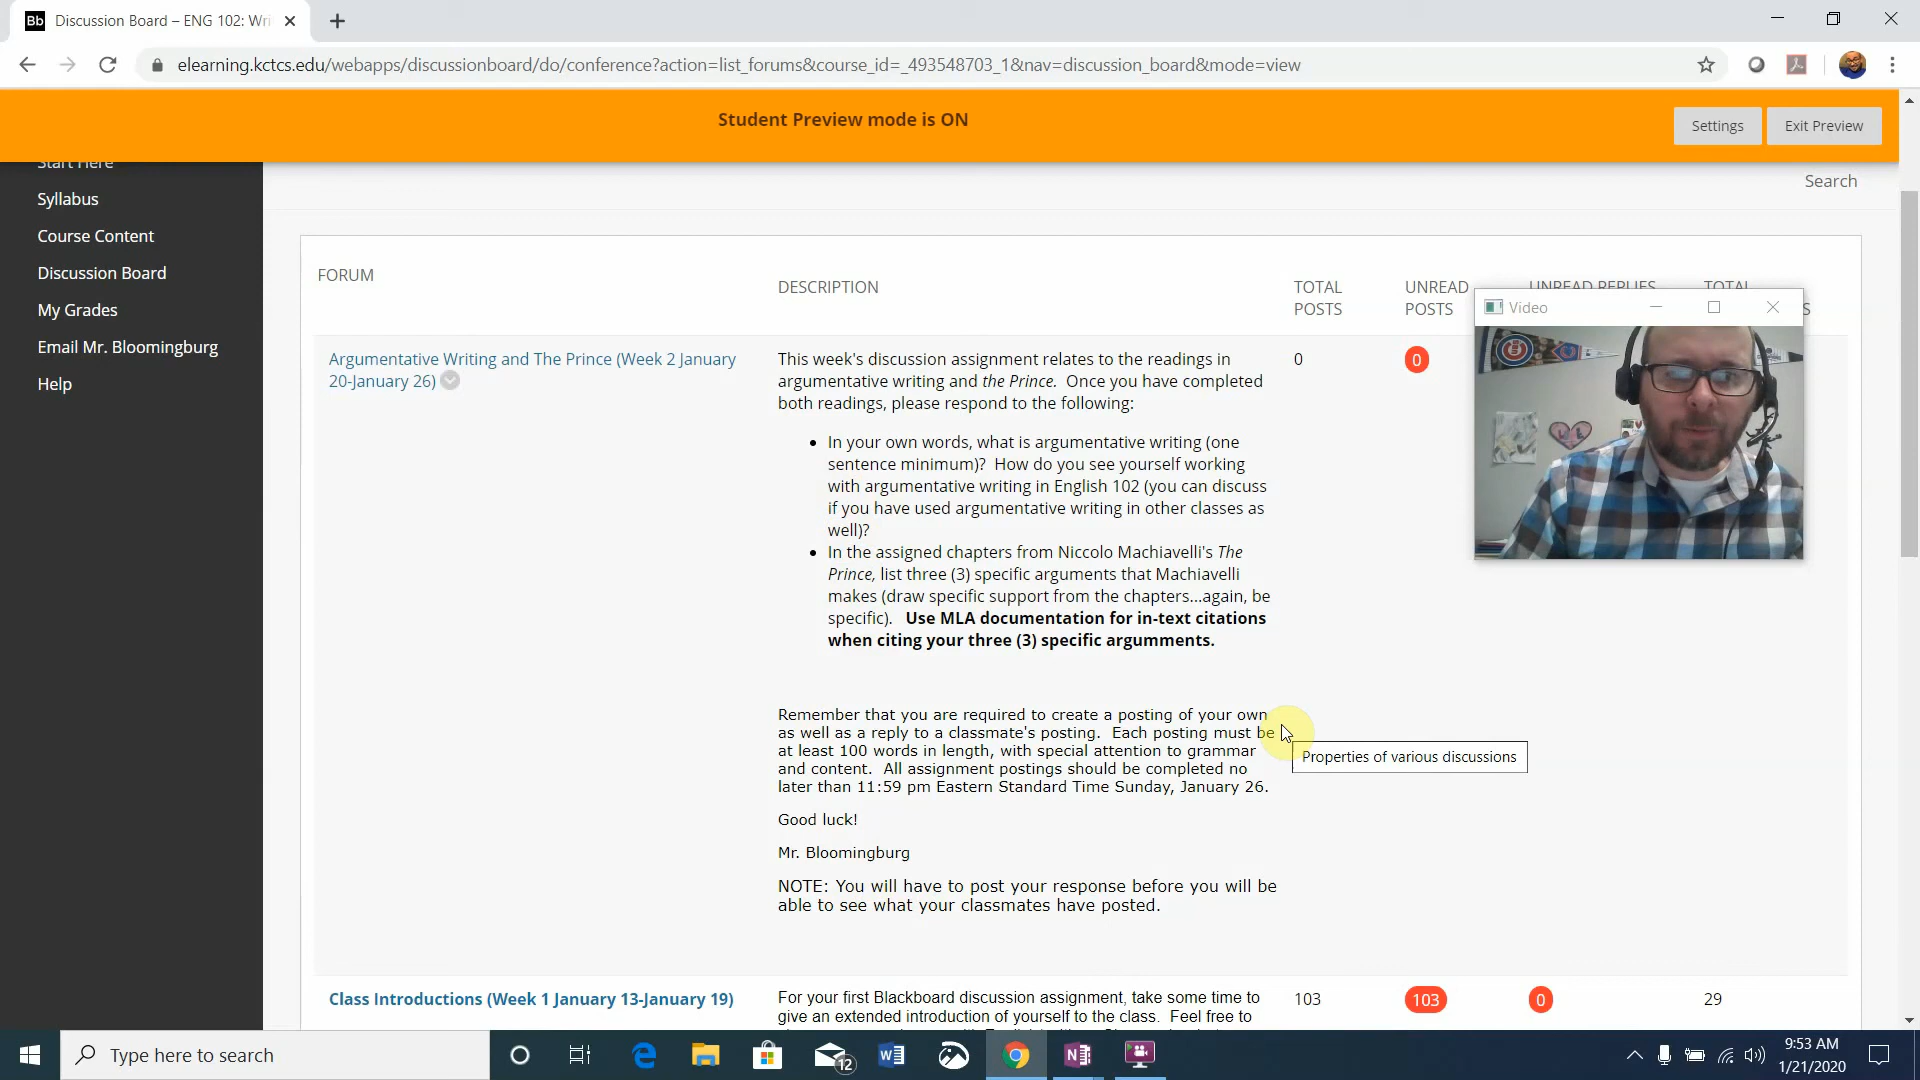 Discussion Board – ENG 102: Wri
elearning.kctcs.edu/webapps/discussionboard/do/conference?action=list_forums&course_id=_493548703_1&nav=discussion_board&mode=view
Student Preview mode is ON
Settings
Exit Preview
Start Here
Syllabus
Course Content
Discussion Board
My Grades
Email Mr. Bloomingburg
Help
Search
FORUM
DESCRIPTION
TOTAL
POSTS
UNREAD
POSTS
UNREAD REPLIES
TOTAL
Video
Argumentative Writing and The Prince (Week 2 January
20-January 26)
This week's discussion assignment relates to the readings in
argumentative writing and the Prince. Once you have completed
both readings, please respond to the following:
• In your own words, what is argumentative writing (one
sentence minimum)? How do you see yourself working
with argumentative writing in English 102 (you can discuss
if you have used argumentative writing in other classes as
well)?
• In the assigned chapters from Niccolo Machiavelli's The
Prince, list three (3) specific arguments that Machiavelli
makes (draw specific support from the chapters...again, be
specific). Use MLA documentation for in-text citations
when citing your three (3) specific argumments.
Remember that you are required to create a posting of your own
as well as a reply to a classmate's posting. Each posting must be
at least 100 words in length, with special attention to grammar
and content. All assignment postings should be completed no
later than 11:59 pm Eastern Standard Time Sunday, January 26.
Good luck!
Mr. Bloomingburg
NOTE: You will have to post your response before you will be
able to see what your classmates have posted.
0
0
Properties of various discussions
Class Introductions (Week 1 January 13-January 19)
For your first Blackboard discussion assignment, take some time to
give an extended introduction of yourself to the class. Feel free to
103
103
0
29
Type here to search
12
9:53 AM
1/21/2020